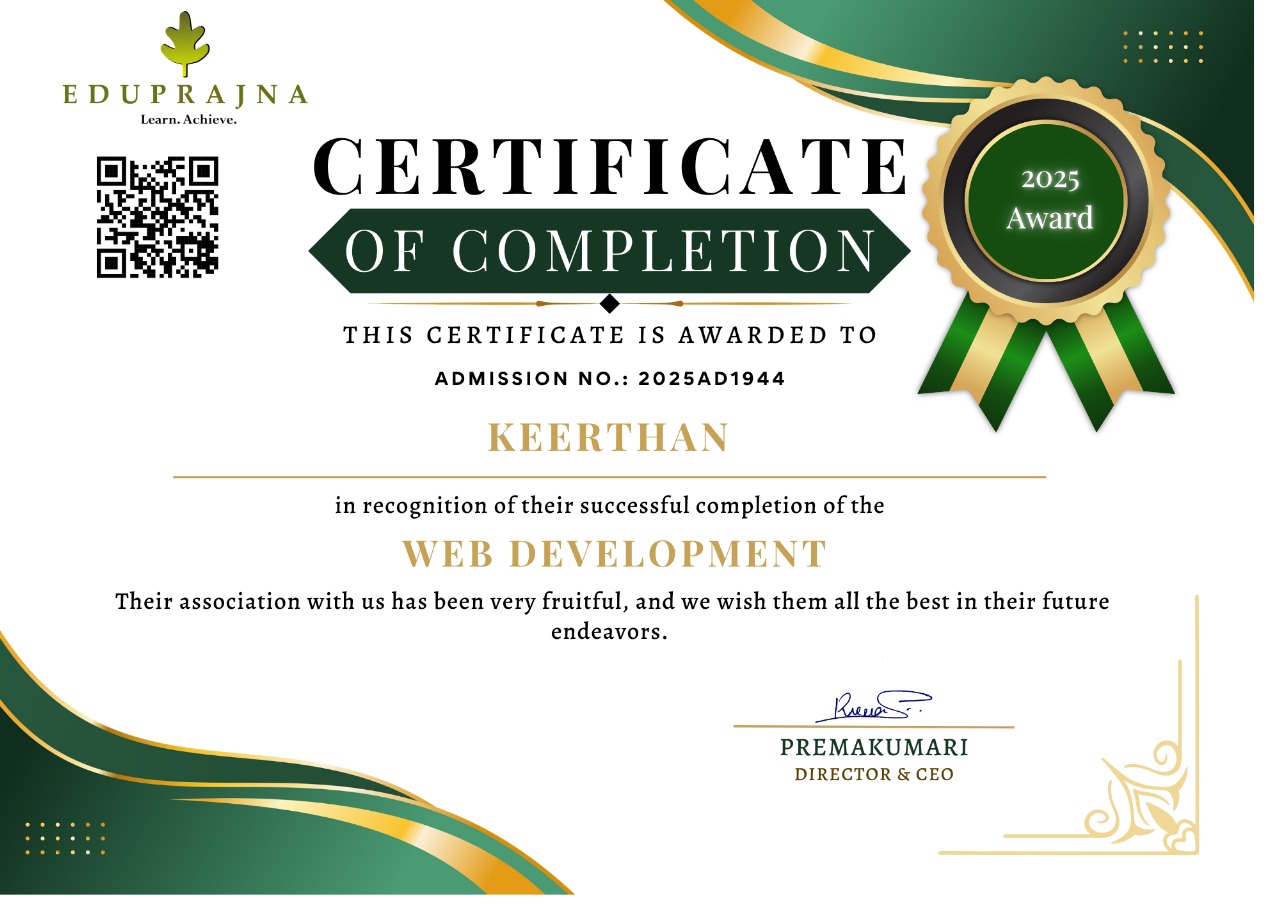 EDUPRAJNA
Learn. Achieve.
CERTIFICATE
OF COMPLETION
2025
Award
THIS CERTIFICATE IS AWARDED TO
ADMISSION NO.: 2025AD1944
KEERTHAN
in recognition of their successful completion of the
WEB DEVELOPMENT
Their association with us has been very fruitful, and we wish them all the best in their future
endeavors.
PREMAKUMARI
DIRECTOR & CEO